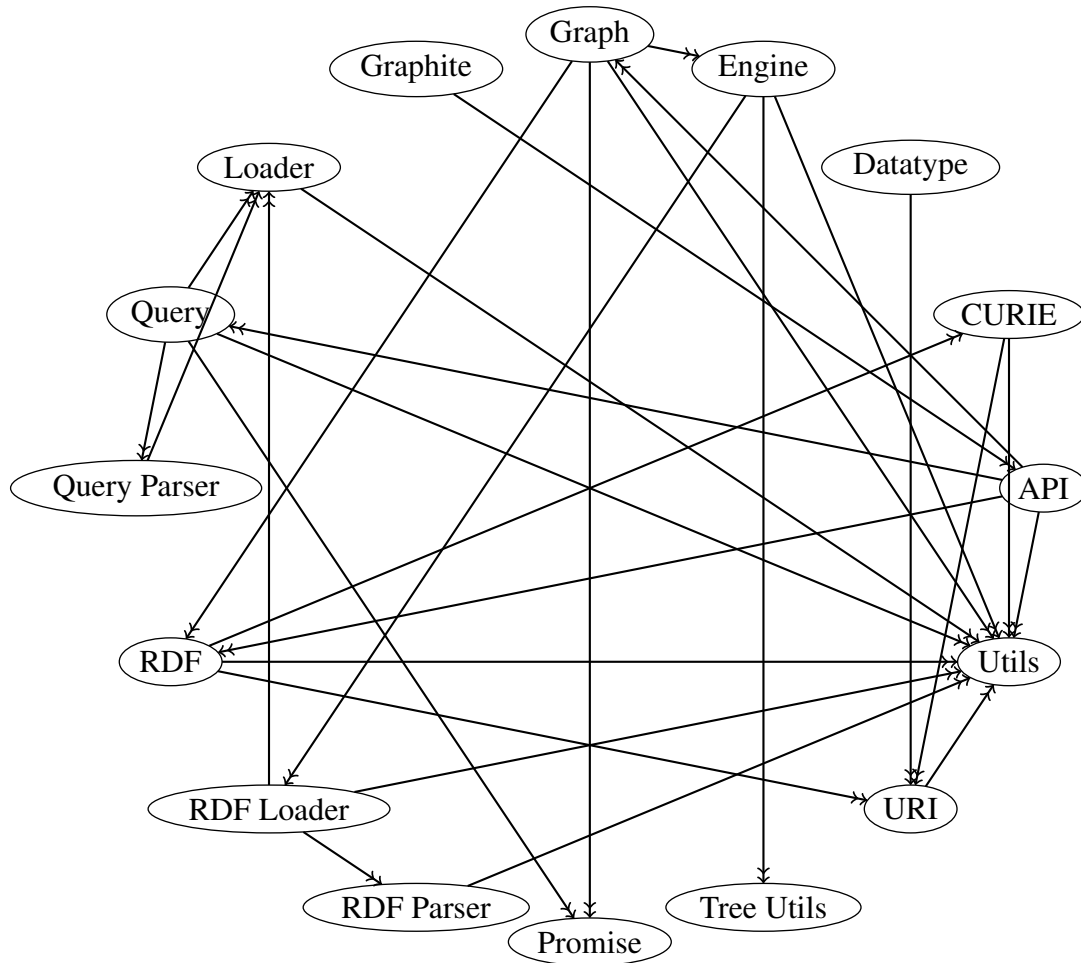 Graph
Graphite
Engine
Loader
Datatype
Query
CURIE
Query Parser
API
RDF
Utils
RDF Loader
URI
RDF Parser
Tree Utils
Promise